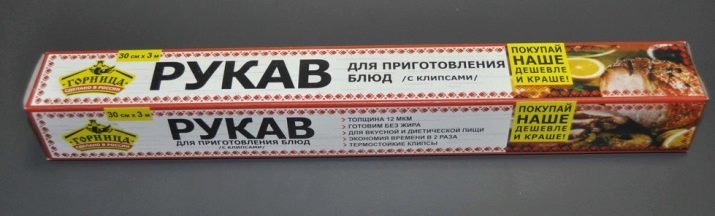 30 см x 3 м
ГОРНИЦА
СДЕЛАНО В РОССИИ
РУКАВ
ДЛЯ ПРИГОТОВЛЕНИЯ
БЛЮД /С КЛИПСАМИ/
ПОКУПАЙ
НАШЕ
ДЕШЕВЛЕ
И КРАШЕ!
30 см x 3 м
ГОРНИЦА
СДЕЛАНО В РОССИИ
РУКАВ
ДЛЯ ПРИГОТОВЛЕНИЯ БЛЮД
/С КЛИПСАМИ/
ТОЛЩИНА 12 МКМ
ГОТОВИМ БЕЗ ЖИРА
ДЛЯ ВКУСНОЙ И ДИЕТИЧЕСКОЙ ПИЩИ
ЭКОНОМИЯ ВРЕМЕНИ В 2 РАЗА
ТЕРМОСТОЙКИЕ КЛИПСЫ
ПОКУПАЙ
НАШЕ
ДЕШЕВЛЕ
И КРАШЕ!